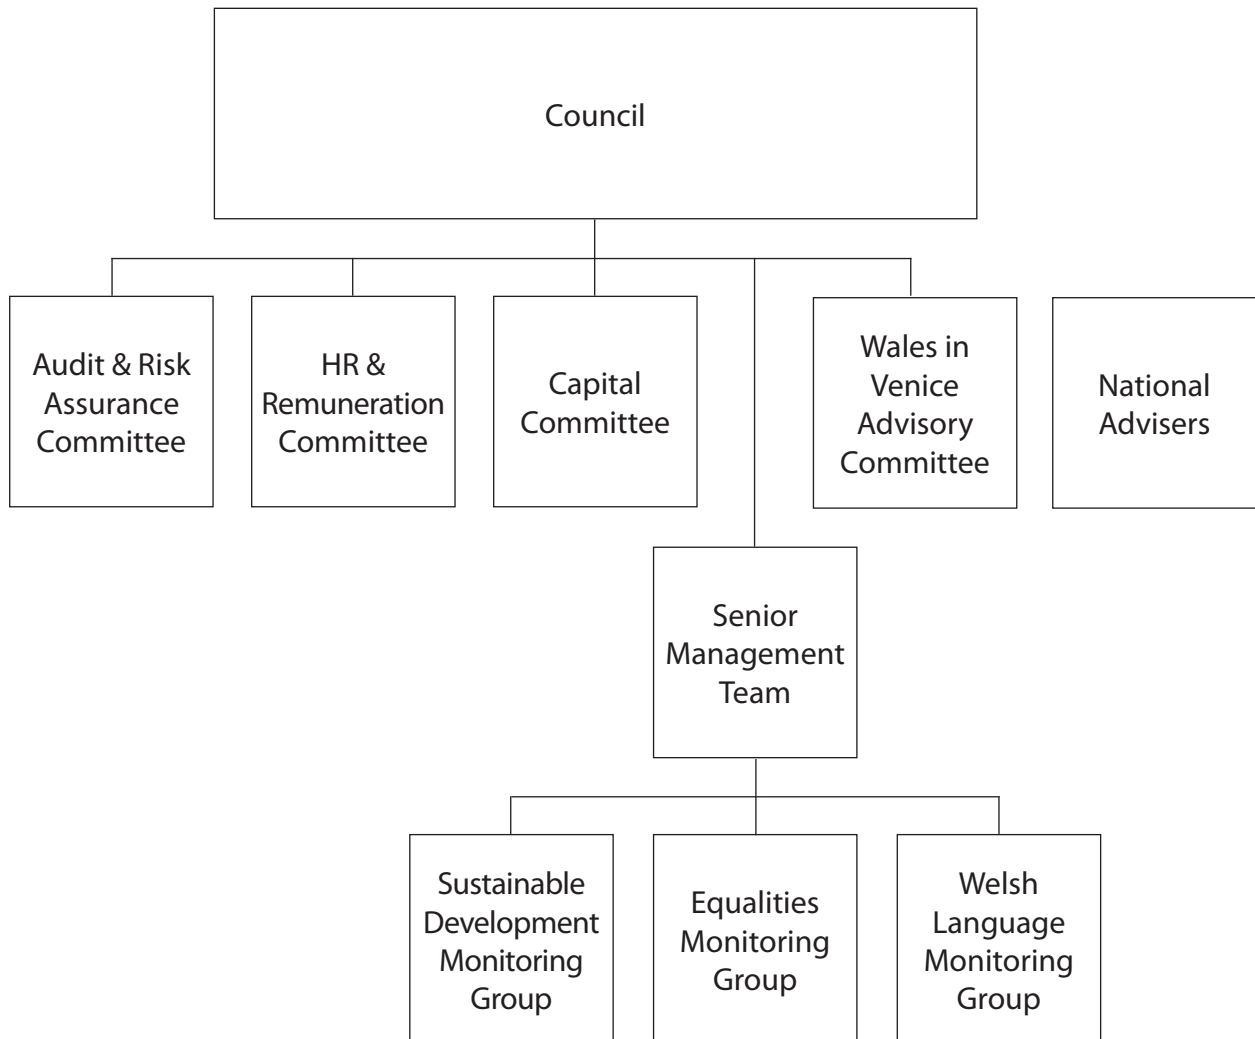 Council
Audit & Risk
Assurance
Committee
HR &
Remuneration
Committee
Capital
Committee
Wales in
Venice
Advisory
Committee
National
Advisers
Senior
Management
Team
Sustainable
Development
Monitoring
Group
Equalities
Monitoring
Group
Welsh
Language
Monitoring
Group